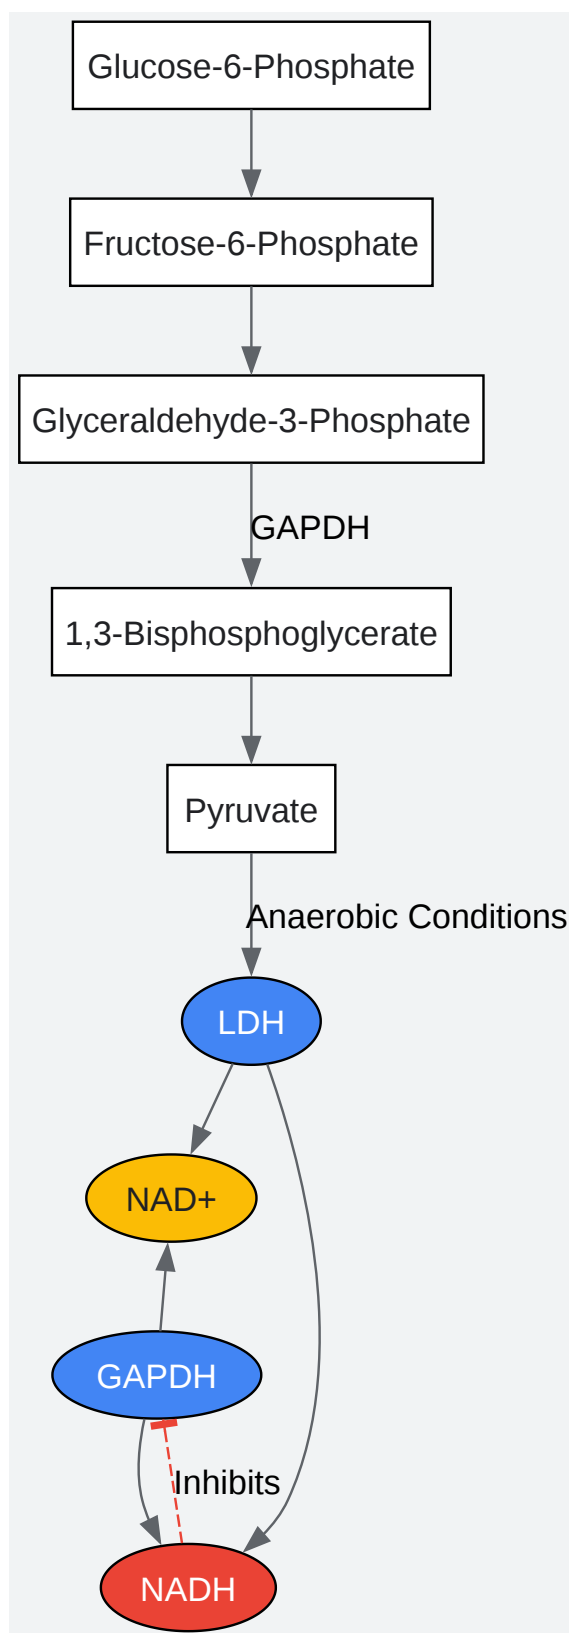 Glucose-6-Phosphate
Fructose-6-Phosphate
Glyceraldehyde-3-Phosphate
GAPDH
1,3-Bisphosphoglycerate
Pyruvate
Anaerobic Conditions
LDH
NAD+
GAPDH
Inhibits
NADH